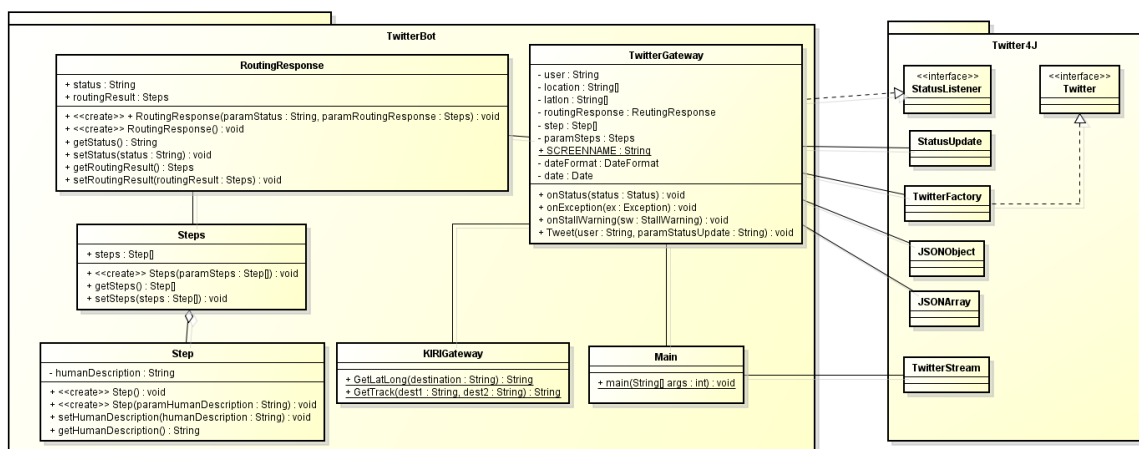 TwitterBot
RoutingResponse
+ status : String
+ routingResult : Steps
+ <<create>> + RoutingResponse(paramStatus : String, paramRoutingResponse : Steps) : void
+ <<create>> RoutingResponse() : void
+ getStatus() : String
+ setStatus(status : String) : void
+ getRoutingResult() : Steps
+ setRoutingResult(routingResult : Steps) : void
TwitterGateway
- user : String
- location : String[]
- latlon : String[]
- routingResponse : RoutingResponse
- step : Step[]
- paramSteps : Steps
+ SCREENNAME : String
- dateFormat : DateFormat
- date : Date
+ onStatus(status : Status) : void
+ onException(ex : Exception) : void
+ onStallWarning(sw : StallWarning) : void
+ Tweet(user : String, paramStatusUpdate : String) : void
Steps
+ steps : Step[]
+ <<create>> Steps(paramSteps : Step[]) : void
+ getSteps() : Step[]
+ setSteps(steps : Step[]) : void
Step
- humanDescription : String
+ <<create>> Step() : void
+ <<create>> Step(paramHumanDescription : String) : void
+ setHumanDescription(humanDescription : String) : void
+ getHumanDescription() : String
KIRIGateway
+ GetLatLong(destination : String) : String
+ GetTrack(dest1 : String, dest2 : String) : String
Main
+ main(String[] args : int) : void
Twitter4J
<<interface>>
StatusListener
<<interface>>
Twitter
StatusUpdate
TwitterFactory
JSONObject
JSONArray
TwitterStream